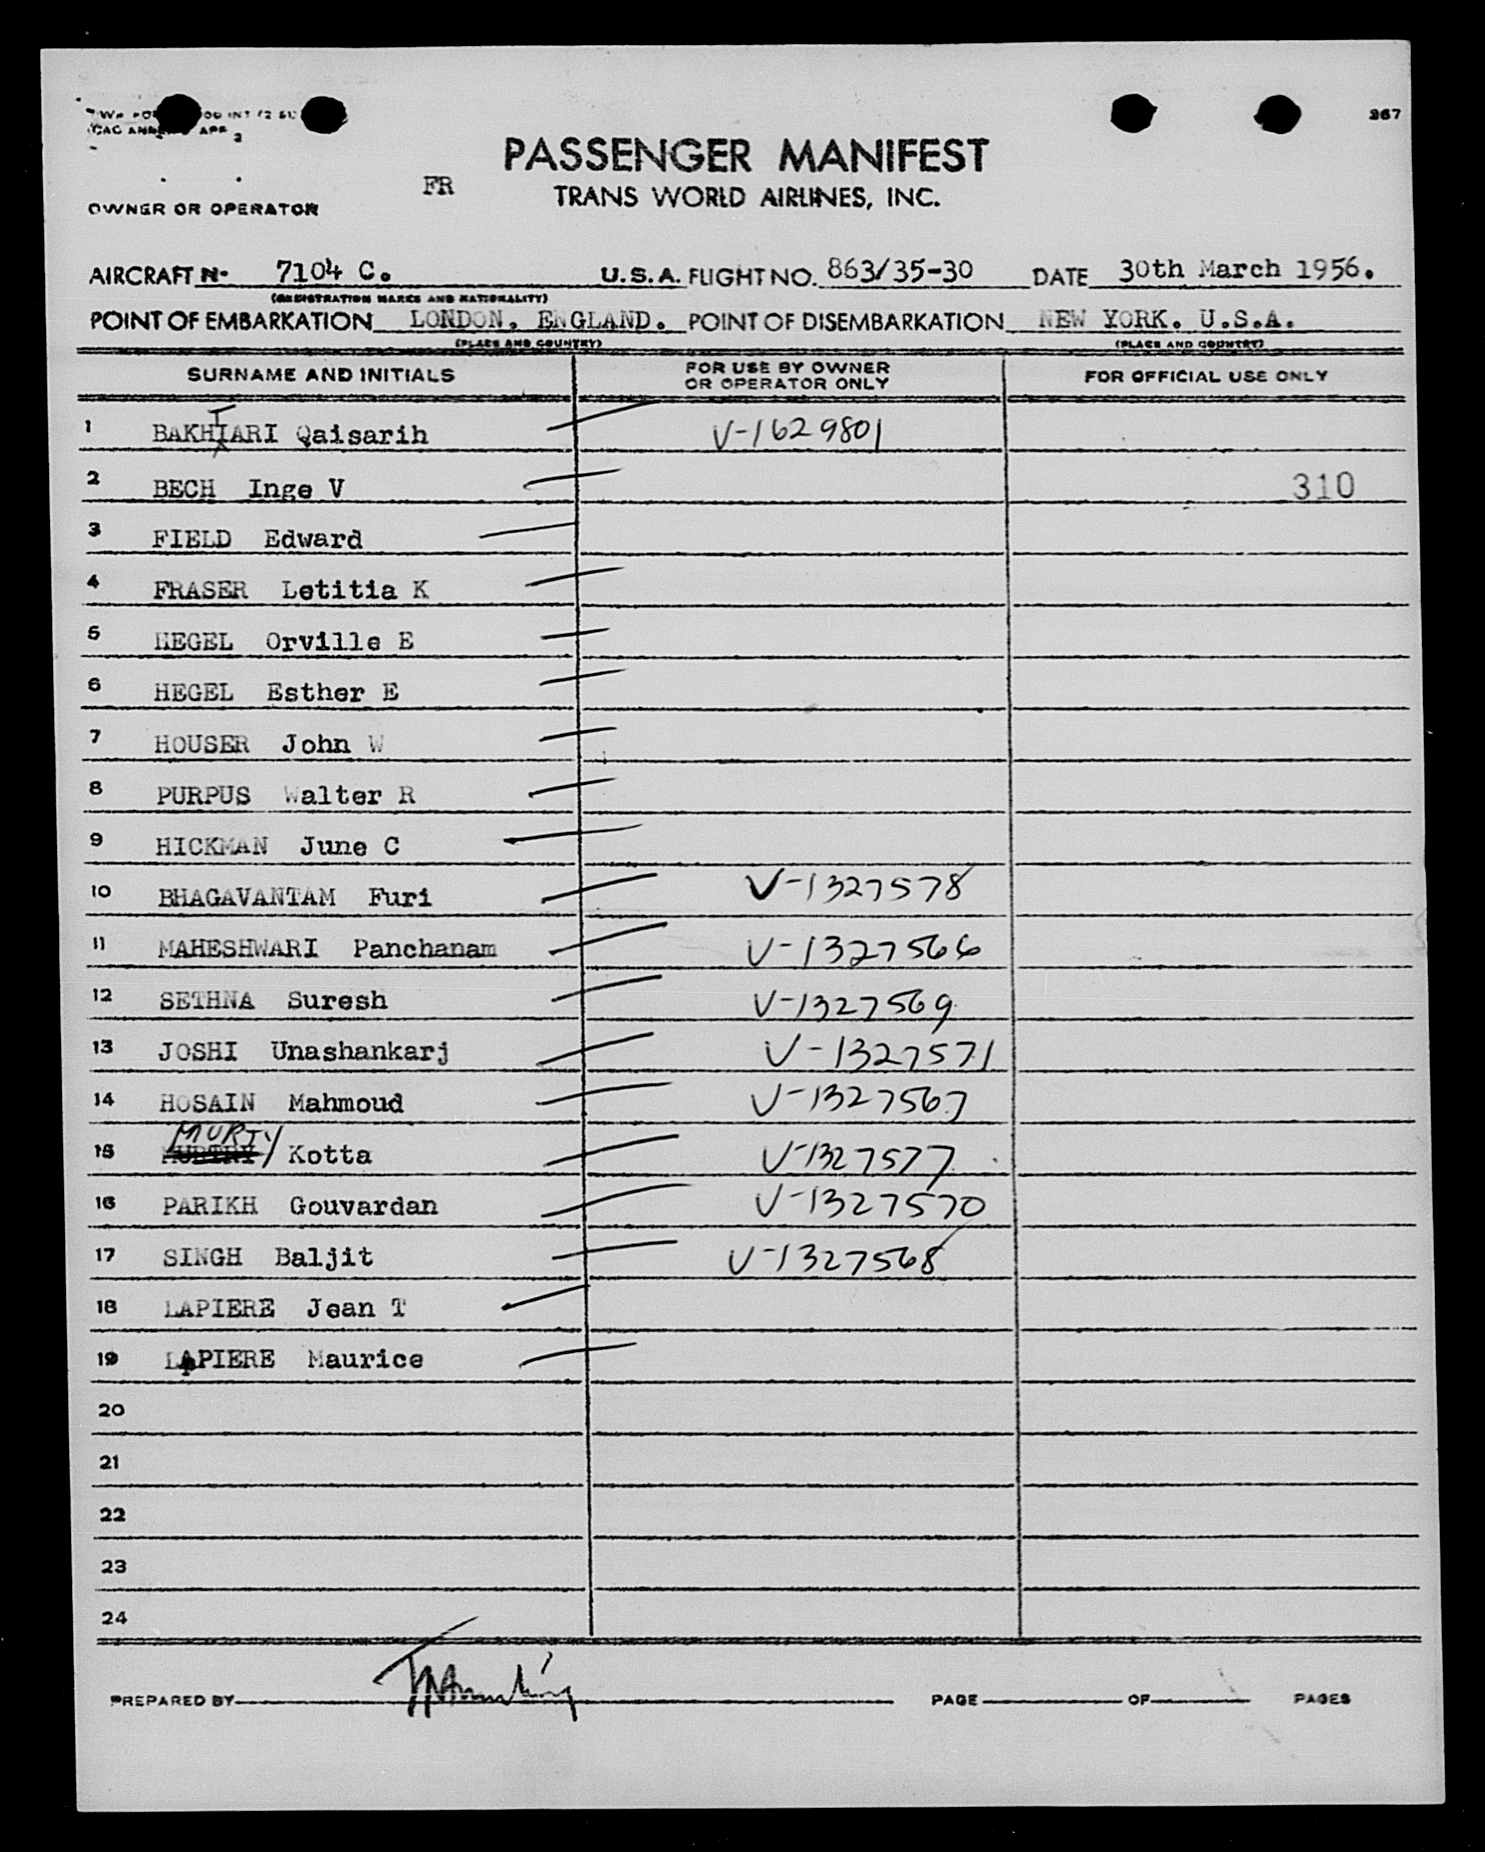 367
PASSENGER MANIFEST
FR TRANS WORLD AIRLINES, INC.
OWNER OR OPERATOR
AIRCRAFT N- 7104 C. U.S.A. FLIGHT NO. 863/35-30 DATE 30th March 1956.
(REGISTRATION MARKS AND NATIONALITY)
POINT OF EMBARKATION LONDON, ENGLAND. POINT OF DISEMBARKATION NEW YORK. U.S.A.
(PLACE AND COUNTRY) (PLACE AND COUNTRY)
SURNAME AND INITIALS FOR USE BY OWNER OR OPERATOR ONLY FOR OFFICIAL USE ONLY
1 BAKHTIARI Qaisarih V-1629801
2 BECH Inge V 310
3 FIELD Edward
4 FRASER Letitia K
5 HEGEL Orville E
6 HEGEL Esther E
7 HOUSER John W
8 PURPUS Walter R
9 HICKMAN June C
10 BHAGAVANTAM Furi V-1327578
11 MAHESHWARI Panchanam V-1327566
12 SETHNA Suresh V-1327569
13 JOSHI Unashankarj V-1327571
14 HOSAIN Mahmoud V-1327567
15 MURTY Kotta V-1327577
16 PARIKH Gouvardan V-1327570
17 SINGH Baljit V-1327568
18 LAPIERE Jean T
19 LAPIERE Maurice
20
21
22
23
24
PREPARED BY PAGE OF PAGES